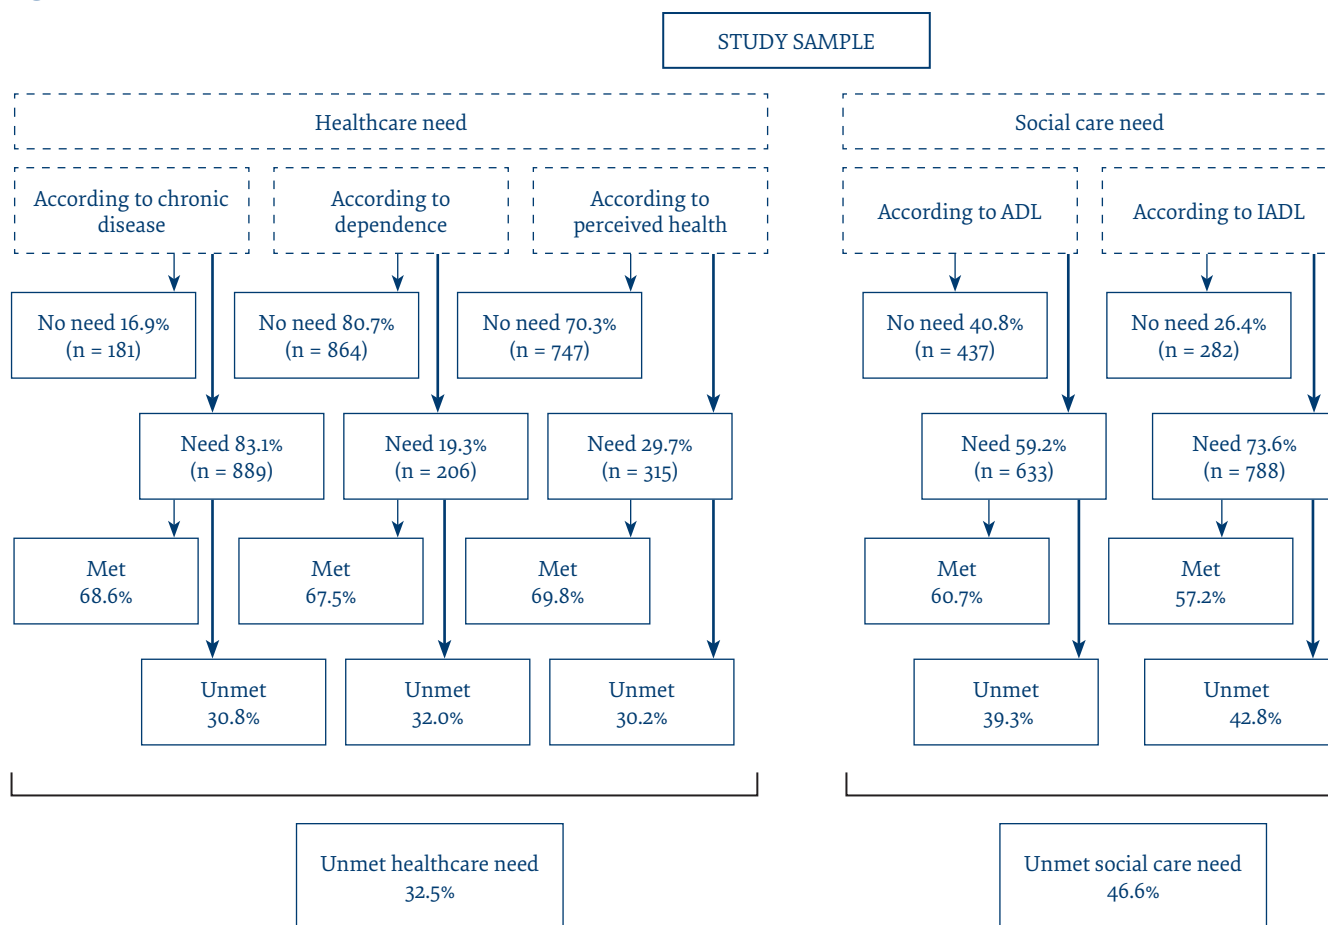 STUDY SAMPLE
Healthcare need
Social care need
According to chronic
disease
According to
dependence
According to
perceived health
According to ADL
According to IADL
No need 16.9%
(n = 181)
No need 80.7%
(n = 864)
No need 70.3%
(n = 747)
No need 40.8%
(n = 437)
No need 26.4%
(n = 282)
Need 83.1%
(n = 889)
Need 19.3%
(n = 206)
Need 29.7%
(n = 315)
Need 59.2%
(n = 633)
Need 73.6%
(n = 788)
Met
68.6%
Met
67.5%
Met
69.8%
Met
60.7%
Met
57.2%
Unmet
30.8%
Unmet
32.0%
Unmet
30.2%
Unmet
39.3%
Unmet
42.8%
Unmet healthcare need
32.5%
Unmet social care need
46.6%